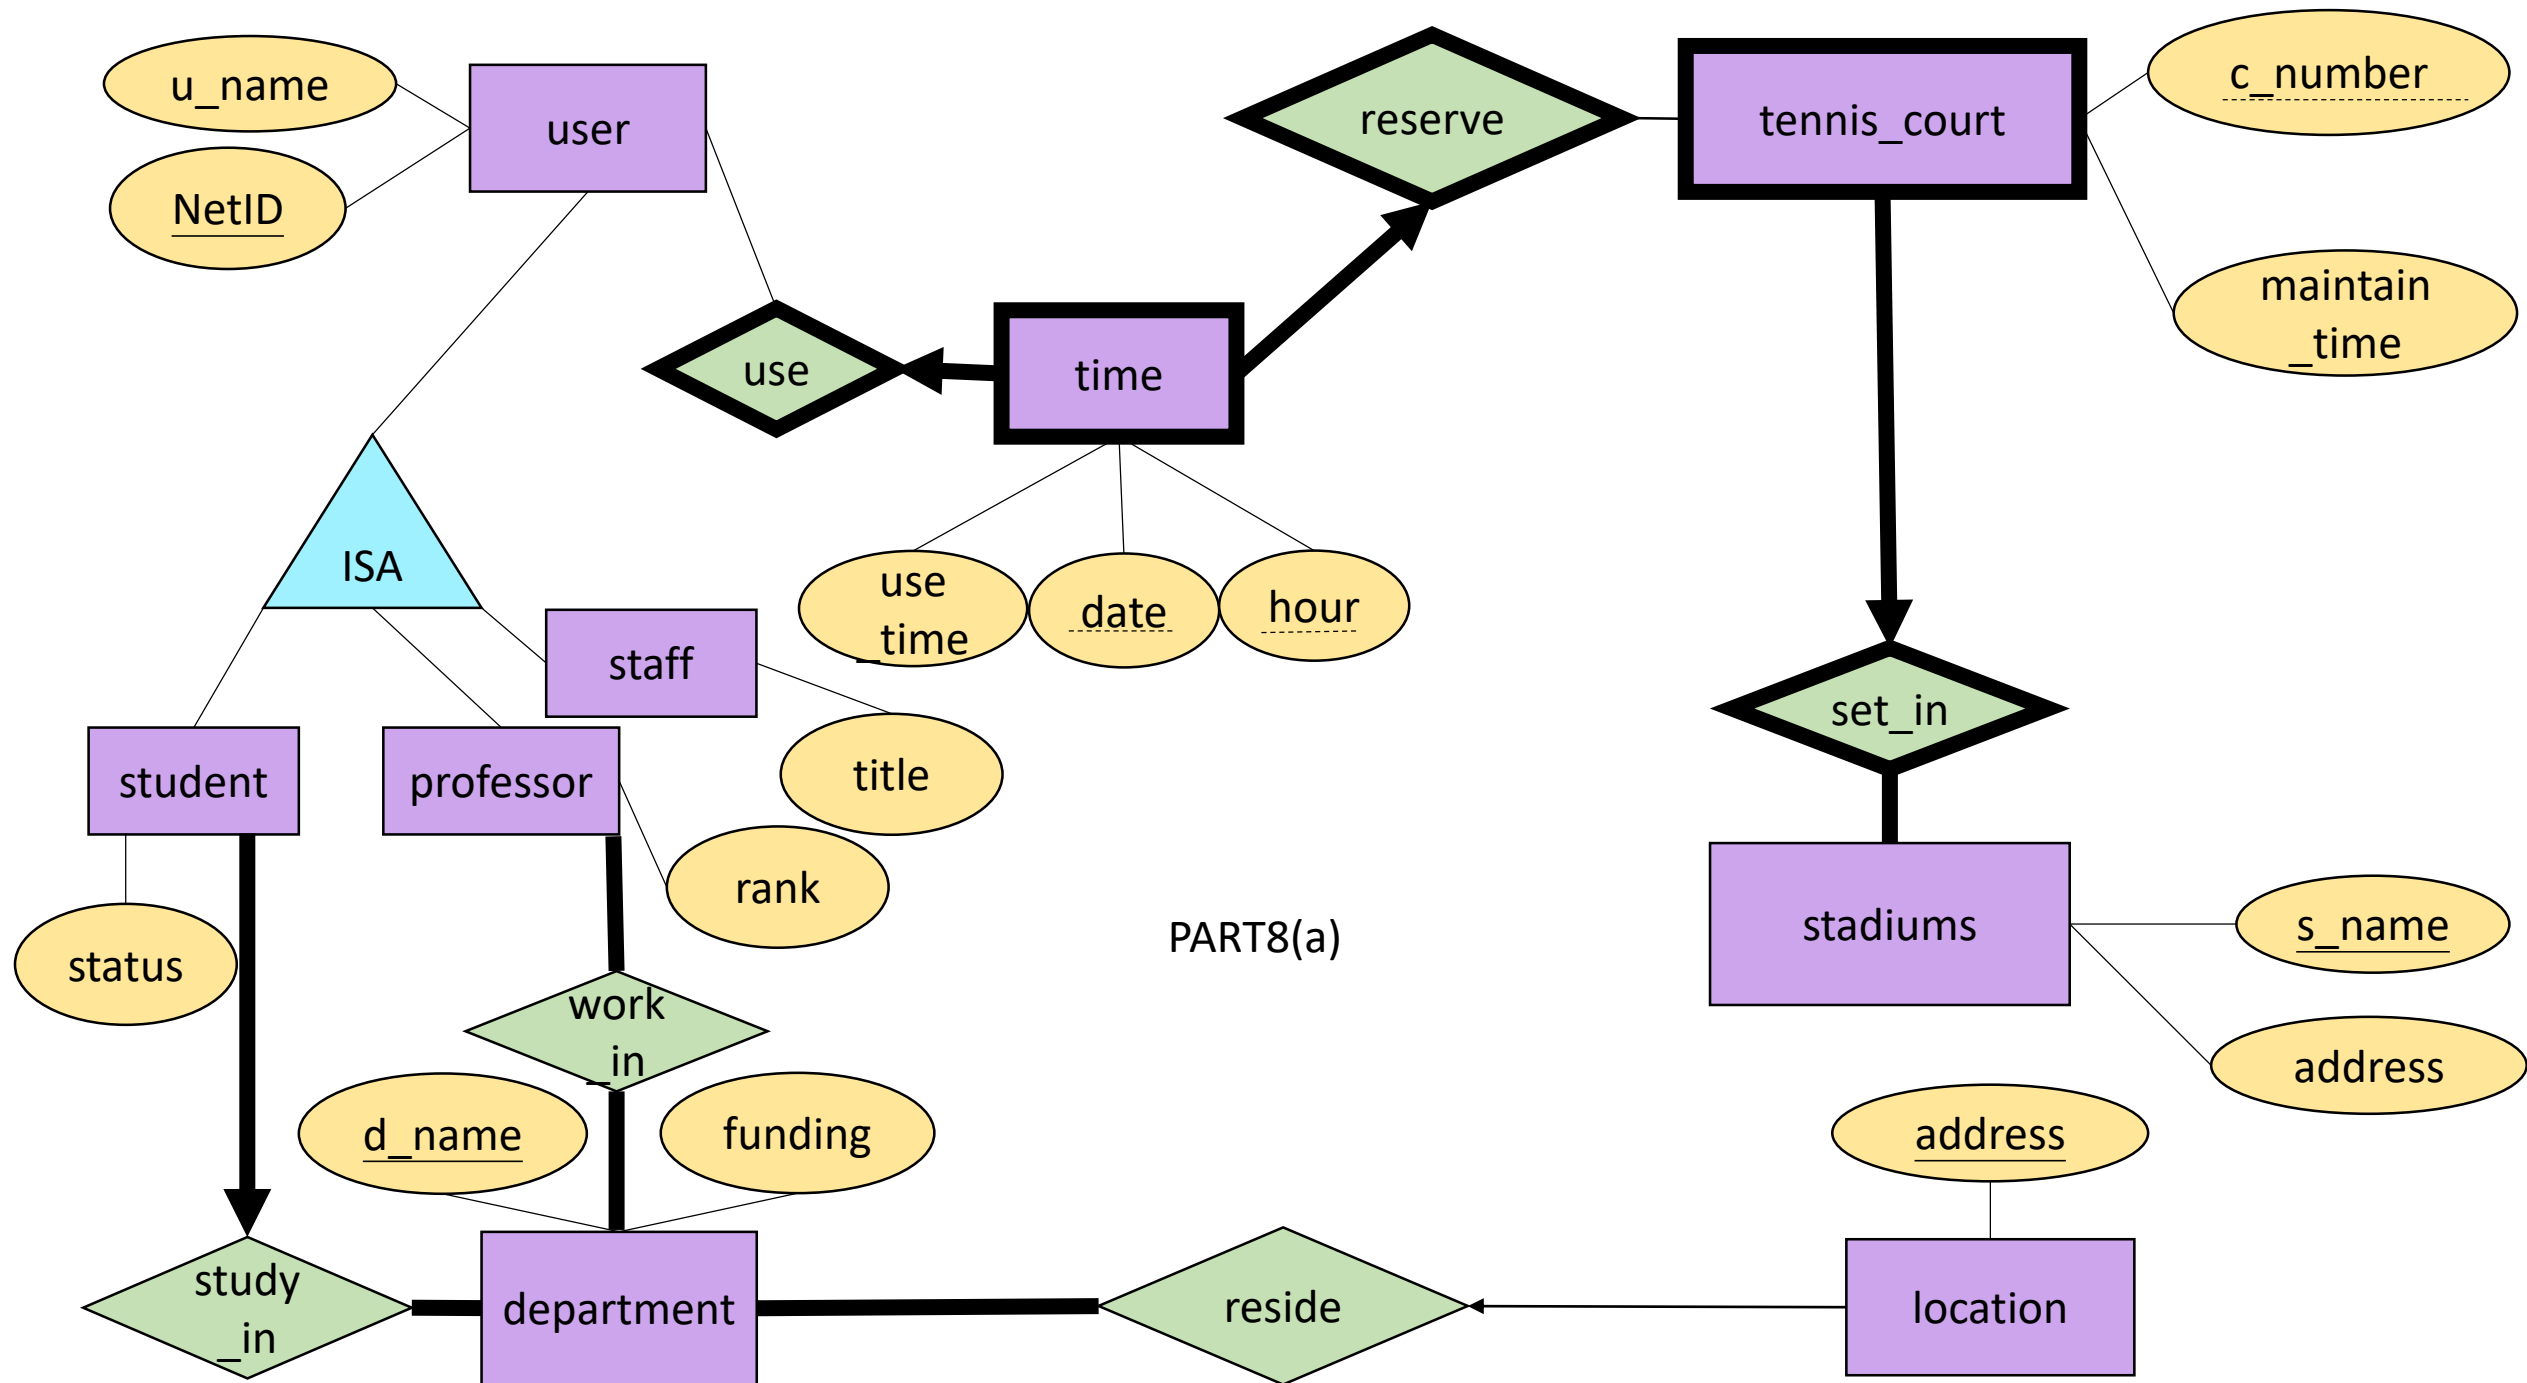 u_name
user
reserve
tennis_court
c_number
NetID
maintain
_time
use
time
ISA
use
_time
date
hour
staff
set_in
student
professor
title
rank
status
PART8(a)
stadiums
s_name
address
work
_in
d_name
funding
address
study
_in
department
reside
location